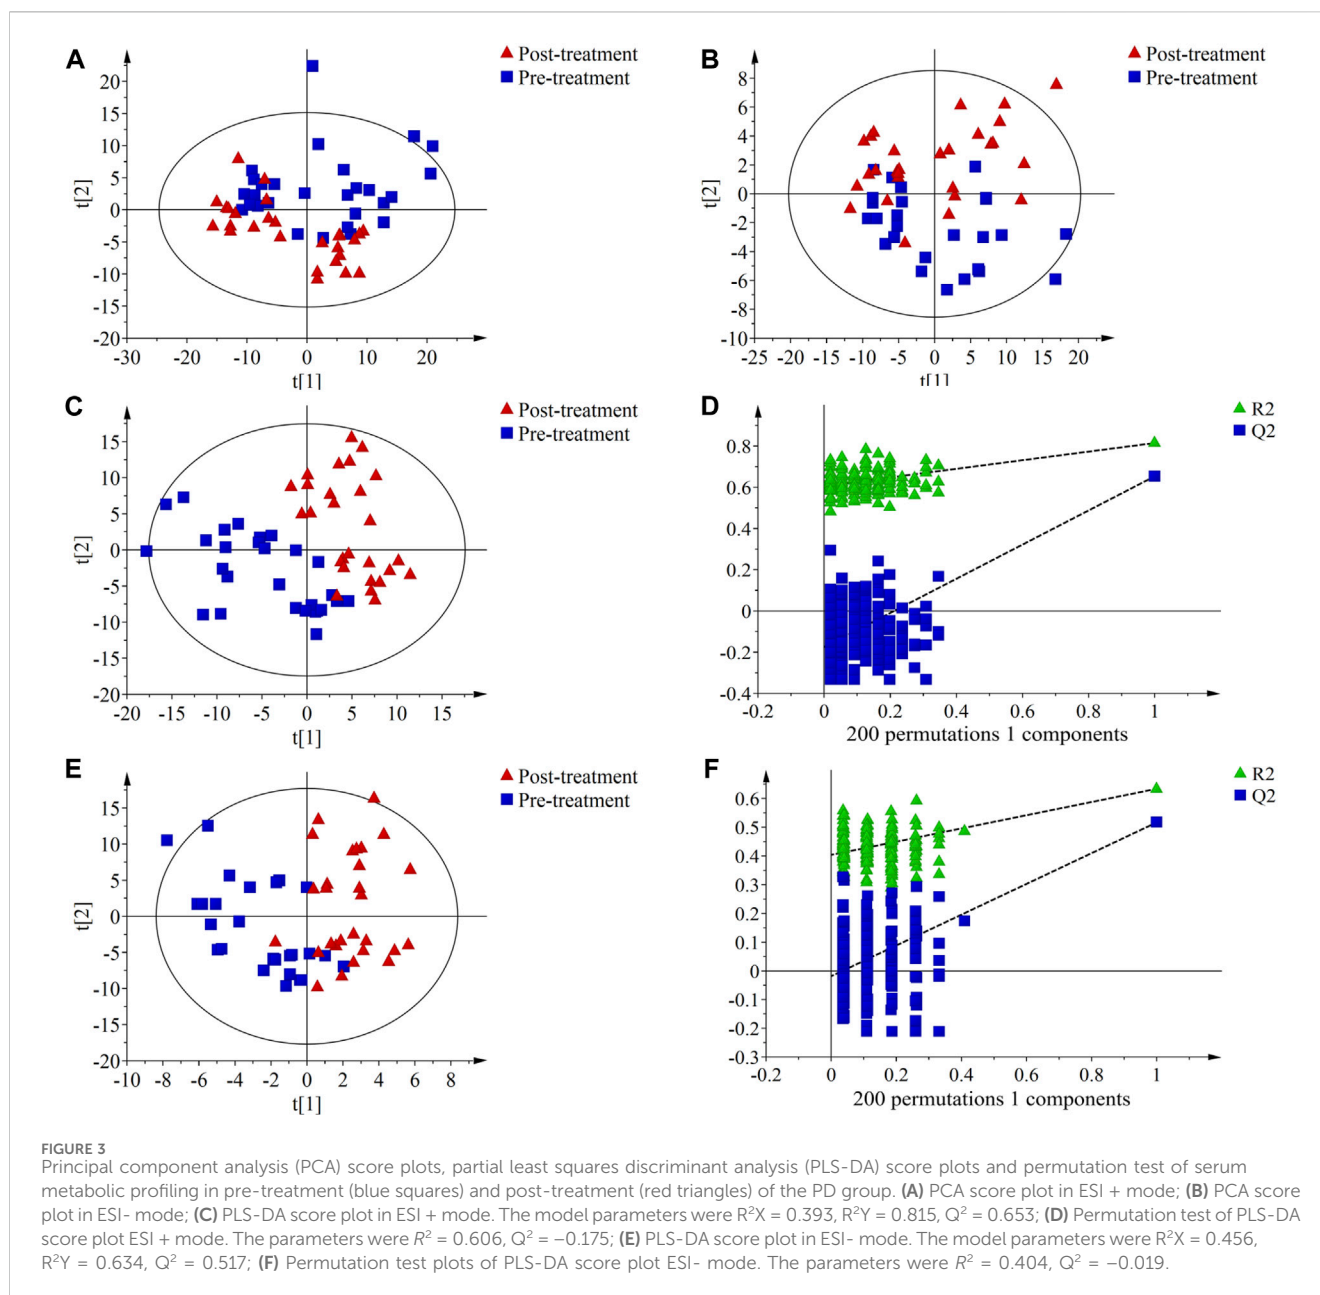 A
Post-treatment
Pre-treatment
20
15
10
5
0
-5
-10
-15
-20
t[2]
-30
-20
-10
0
10
20
t[1]
B
Post-treatment
Pre-treatment
8
6
4
2
0
-2
-4
-6
-8
-10
t[2]
-25
-20
-15
-10
-5
0
5
10
15
20
t[1]
C
Post-treatment
Pre-treatment
15
10
5
0
-5
-10
-15
-20
t[2]
-20
-15
-10
-5
0
5
10
15
t[1]
D
R2
Q2
0.8
0.6
0.4
0.2
0
-0.2
-0.4
-0.2
0
0.2
0.4
0.6
0.8
1
200 permutations 1 components
E
Post-treatment
Pre-treatment
15
10
5
0
-5
-10
-15
-20
t[2]
-10
-8
-6
-4
-2
0
2
4
6
8
t[1]
F
R2
Q2
0.6
0.5
0.4
0.3
0.2
0.1
0
-0.1
-0.2
-0.3
-0.2
0
0.2
0.4
0.6
0.8
1
200 permutations 1 components
FIGURE 3
Principal component analysis (PCA) score plots, partial least squares discriminant analysis (PLS-DA) score plots and permutation test of serum
metabolic profiling in pre-treatment (blue squares) and post-treatment (red triangles) of the PD group. (A) PCA score plot in ESI + mode; (B) PCA score
plot in ESI- mode; (C) PLS-DA score plot in ESI + mode. The model parameters were R²X = 0.393, R²Y = 0.815, Q² = 0.653; (D) Permutation test of PLS-DA
score plot ESI + mode. The parameters were R² = 0.606, Q² = −0.175; (E) PLS-DA score plot in ESI- mode. The model parameters were R²X = 0.456,
R²Y = 0.634, Q² = 0.517; (F) Permutation test plots of PLS-DA score plot ESI- mode. The parameters were R² = 0.404, Q² = −0.019.